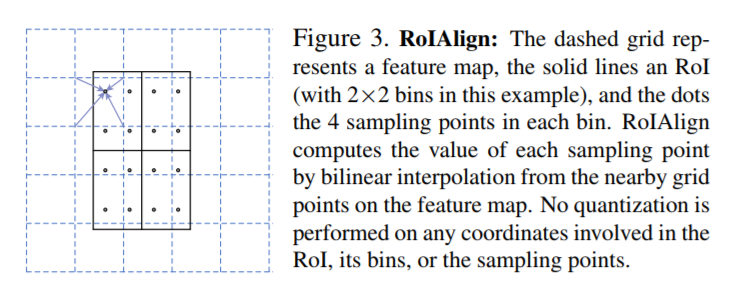 Figure 3. RoIAlign: The dashed grid rep-
resents a feature map, the solid lines an RoI
(with 2×2 bins in this example), and the dots
the 4 sampling points in each bin. RoIAlign
computes the value of each sampling point
by bilinear interpolation from the nearby grid
points on the feature map. No quantization is
performed on any coordinates involved in the
RoI, its bins, or the sampling points.